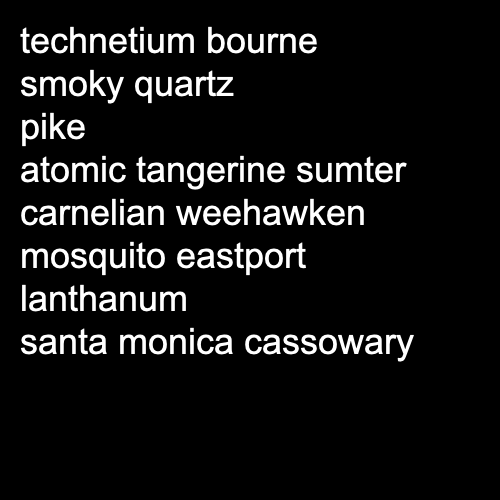 technetium bourne
smoky quartz
pike
atomic tangerine sumter
carnelian weehawken
mosquito eastport
lanthanum
santa monica cassowary